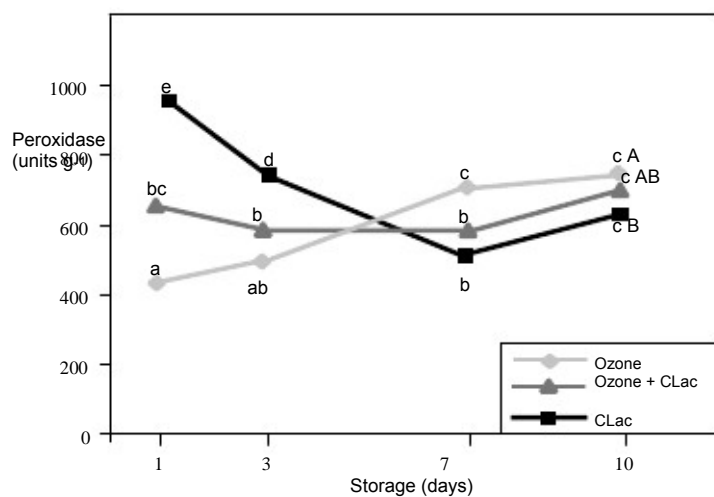 1000
e
Peroxidase
(units g-1)
800
d
c
c A
c AB
bc
b
b
600
c B
a
ab
b
400
200
0
Ozone
Ozone + CLac
CLac
1
3
7
10
Storage (days)